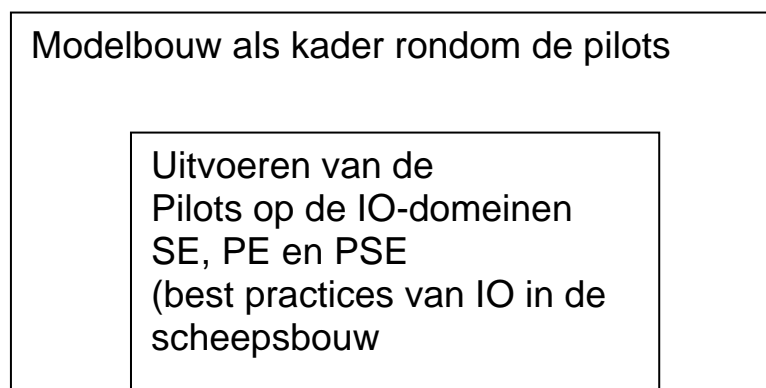 Modelbouw als kader rondom de pilots
Uitvoeren van de
Pilots op de IO-domeinen
SE, PE en PSE
(best practices van IO in de
scheepsbouw